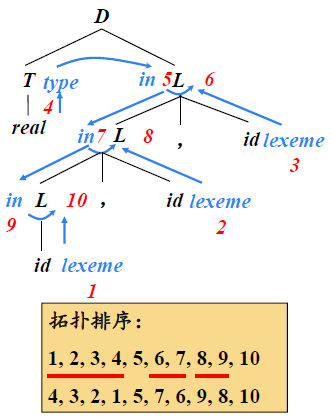 D
T type in 5 L 6
4
real in 7 L 8 , id lexeme
3
in L 10 , id lexeme
9 2
id lexeme
1
拓扑排序：
1, 2, 3, 4, 5, 6, 7, 8, 9, 10
4, 3, 2, 1, 5, 7, 6, 9, 8, 10